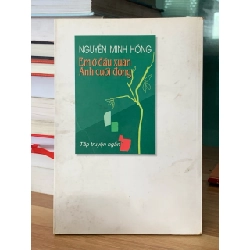 NGUYỄN MINH HỒNG
Em ở đầu xuân
Anh cuối đông
Tập truyện ngắn